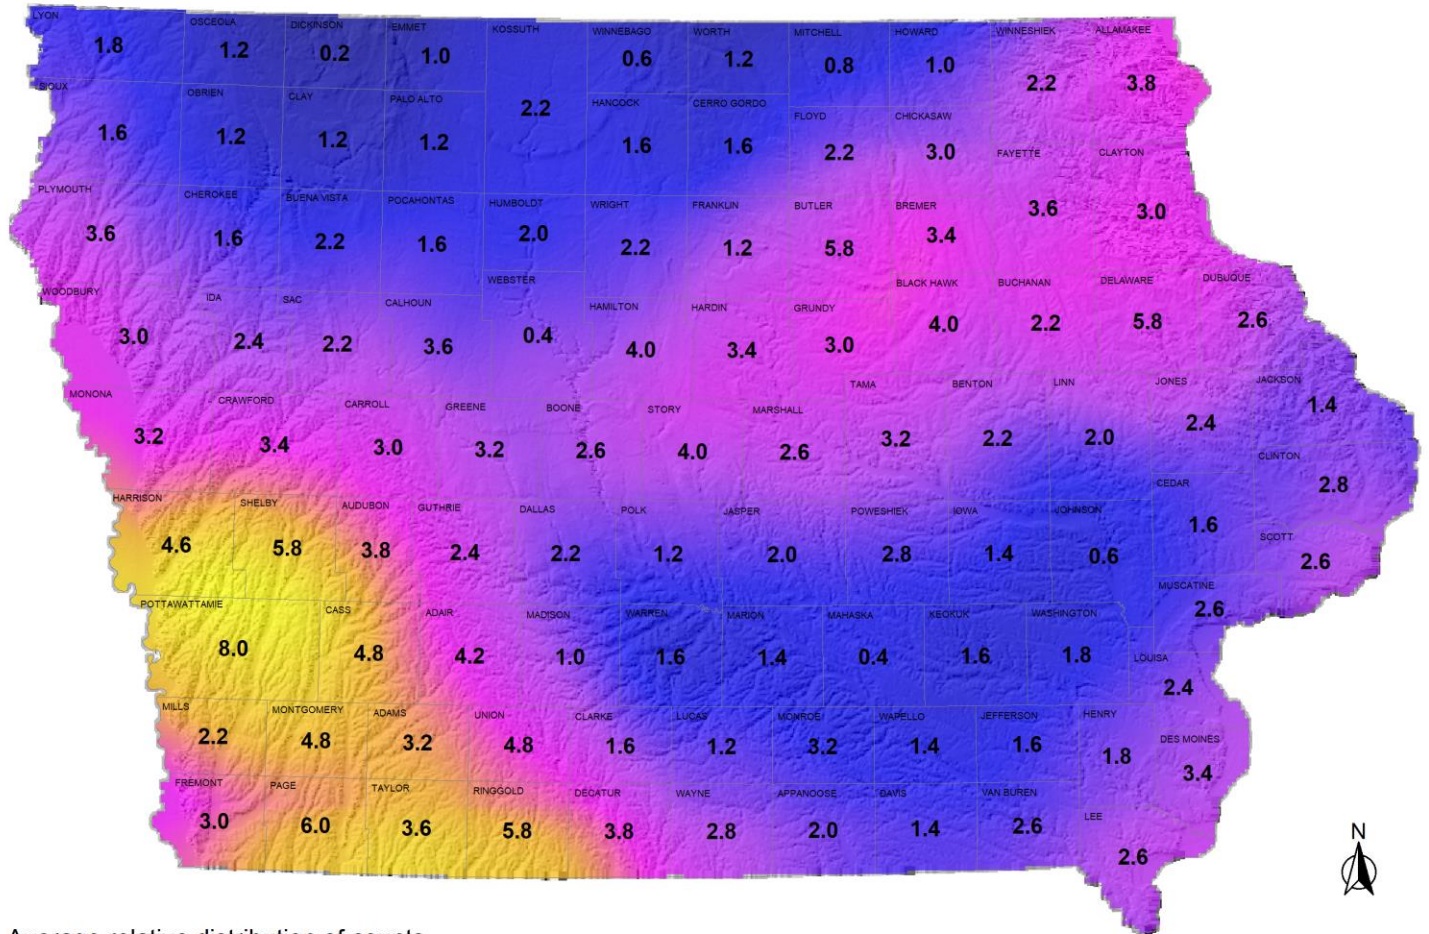 LYON OSCEOLA DICKINSON EMMET KOSSUTH WINNEBAGO WORTH MITCHELL HOWARD WINNESHIEK ALLAMAKEE
1.8 1.2 0.2 1.0 2.2 0.6 1.2 0.8 1.0 2.2 3.8
SIOUX OBRIEN CLAY PALO ALTO HANCOCK CERRO GORDO FLOYD CHICKASAW FAYETTE CLAYTON
1.6 1.2 1.2 1.2 1.6 1.6 2.2 3.0 3.6 3.0
PLYMOUTH CHEROKEE BUENA VISTA POCAHONTAS HUMBOLDT WRIGHT FRANKLIN BUTLER BREMER
3.6 1.6 2.2 1.6 2.0 2.2 1.2 5.8 3.4
WOODBURY IDA SAC CALHOUN WEBSTER HAMILTON HARDIN GRUNDY BLACK HAWK BUCHANAN DELAWARE DUBUQUE
3.0 2.4 2.2 3.6 0.4 4.0 3.4 3.0 4.0 2.2 5.8 2.6
MONONA CRAWFORD CARROLL GREENE BOONE STORY MARSHALL TAMA BENTON LINN JONES JACKSON
3.2 3.4 3.0 3.2 2.6 4.0 2.6 3.2 2.2 2.0 2.4 1.4
CLINTON
2.8
HARRISON SHELBY AUDUBON GUTHRIE DALLAS POLK JASPER POWESHIEK IOWA JOHNSON CEDAR SCOTT
4.6 5.8 3.8 2.4 2.2 1.2 2.0 2.8 1.4 0.6 1.6 2.6
POTTAWATTAMIE CASS ADAIR MADISON WARREN MARION MAHASKA KEOKUK WASHINGTON MUSCATINE
8.0 4.8 4.2 1.0 1.6 1.4 0.4 1.6 1.8 2.6
LOUISA
2.4
MILLS MONTGOMERY ADAMS UNION CLARKE LUCAS MONROE WAPELLO JEFFERSON HENRY DES MOINES
2.2 4.8 3.2 4.8 1.6 1.2 3.2 1.4 1.6 1.8 3.4
FREMONT PAGE TAYLOR RINGGOLD DECATUR WAYNE APPANOOSE DAVIS VAN BUREN LEE
3.0 6.0 3.6 5.8 3.8 2.8 2.0 1.4 2.6 2.6
N
Average relative distribution of counts